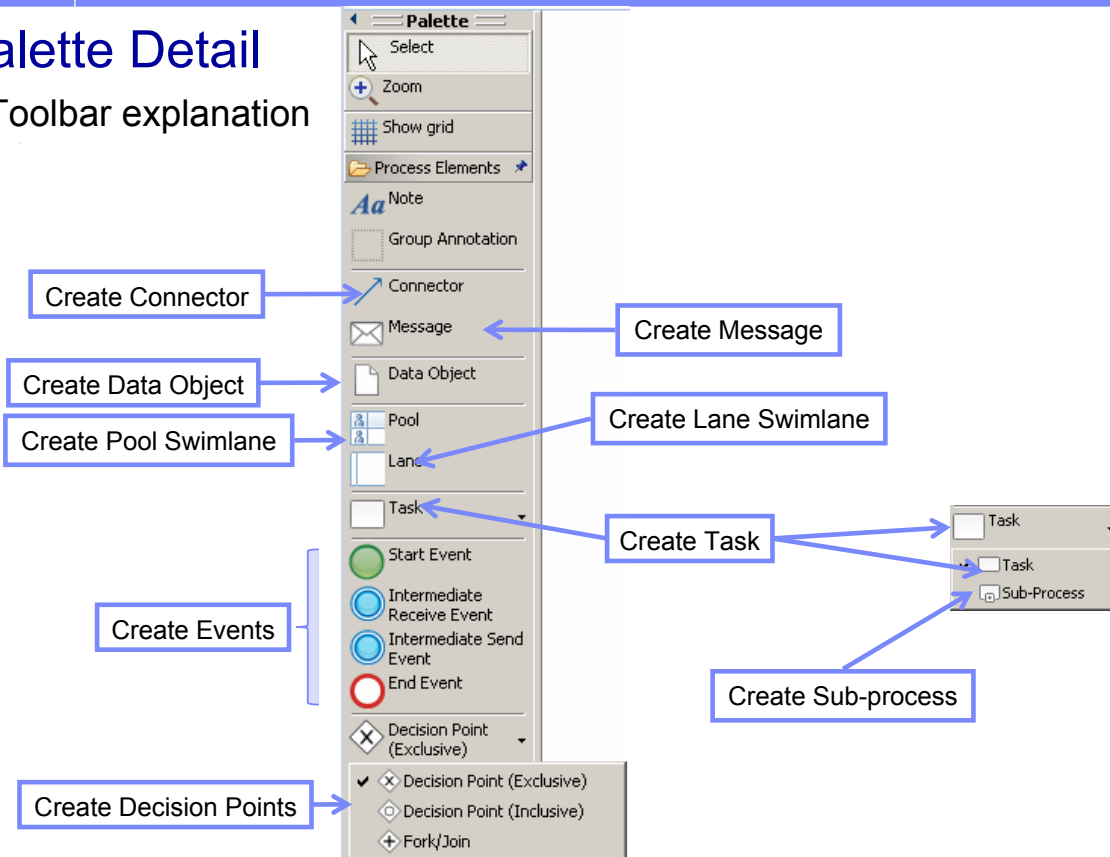 Palette
alette Detail
Select
Zoom
Toolbar explanation
Show grid
Process Elements
Note
Group Annotation
Create Connector
Connector
Message
Create Message
Create Data Object
Data Object
Create Lane Swimlane
Create Pool Swimlane
Pool
Lane
Task
Create Task
Task
Task
Sub-Process
Create Sub-process
Create Events
Start Event
Intermediate
Receive Event
Intermediate Send
Event
End Event
Decision Point
(Exclusive)
Create Decision Points
Decision Point (Exclusive)
Decision Point (Inclusive)
Fork/Join